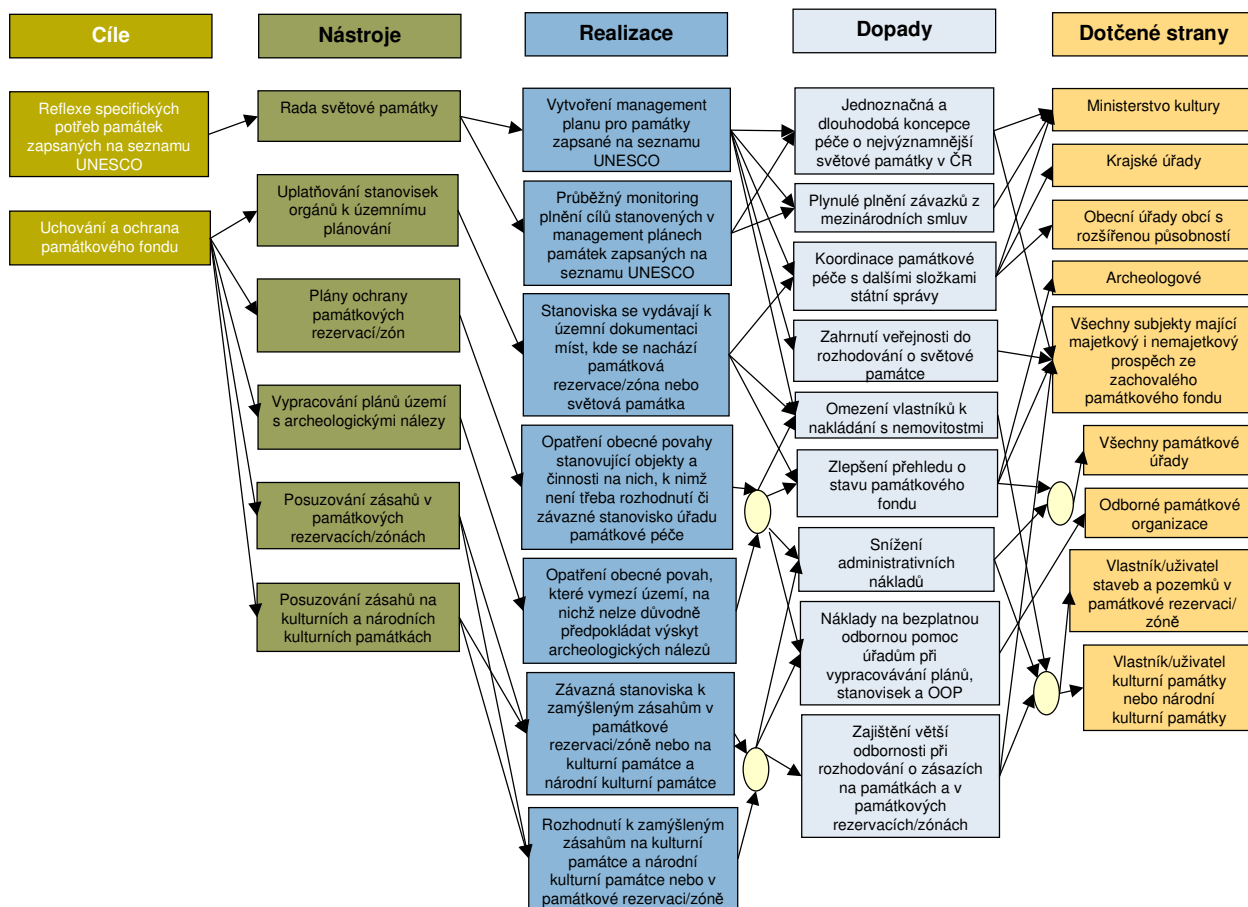 Cíle
Nástroje
Realizace
Dopady
Dotčené strany
Reflexe specifických
potřeb památek
zapsaných na seznamu
UNESCO
Uchování a ochrana
památkového fondu
Rada světové památky
Uplatňování stanovisek
orgánů k územnímu
plánování
Plány ochrany
památkových
rezervací/zón
Vypracování plánů území
s archeologickými nálezy
Posuzování zásahů v
památkových
rezervacích/zónách
Posuzování zásahů na
kulturních a národních
kulturních památkách
Vytvoření management
planu pro památky
zapsané na seznamu
UNESCO
Průběžný monitoring
plnění cílů stanovených v
management plánech
památek zapsaných na
seznamu UNESCO
Stanoviska se vydávají k
územní dokumentaci
míst, kde se nachází
památková
rezervace/zóna nebo
světová památka
Opatření obecné povahy
stanovující objekty a
činnosti na nich, k nimž
není třeba rozhodnutí či
závazné stanovisko úřadu
památkové péče
Opatření obecné povah,
které vymezí území, na
nichž nelze důvodně
předpokládat výskyt
archeologických nálezů
Závazná stanoviska k
zamýšleným zásahům v
památkové
rezervaci/zóně nebo na
kulturní památce a
národní kulturní památce
Rozhodnutí k zamýšleným
zásahům na kulturní
památce a národní
kulturní památce nebo v
památkové rezervaci/zóně
Jednoznačná a
dlouhodobá koncepce
péče o nejvýznamnější
světové památky v ČR
Plynulé plnění závazků z
mezinárodních smluv
Koordinace památkové
péče s dalšími složkami
státní správy
Zahrnutí veřejnosti do
rozhodování o světové
památce
Omezení vlastníků k
nakládání s nemovitostmi
Zlepšení přehledu o
stavu památkového
fondu
Snížení
administrativních
nákladů
Náklady na bezplatnou
odbornou pomoc
úřadům při
vypracovávání plánů,
stanovisek a OOP
Zajištění větší
odbornosti při
rozhodování o zásazích
na památkách a v
památkových
rezervacích/zónách
Ministerstvo kultury
Krajské úřady
Obecní úřady obcí s
rozšířenou působností
Archeologové
Všechny subjekty mající
majetkový i nemajetkový
prospěch ze
zachovalého
památkového fondu
Všechny památkové
úřady
Odborné památkové
organizace
Vlastník/uživatel
staveb a pozemků v
památkové rezervaci/
zóně
Vlastník/uživatel
kulturní památky
nebo národní
kulturní památky